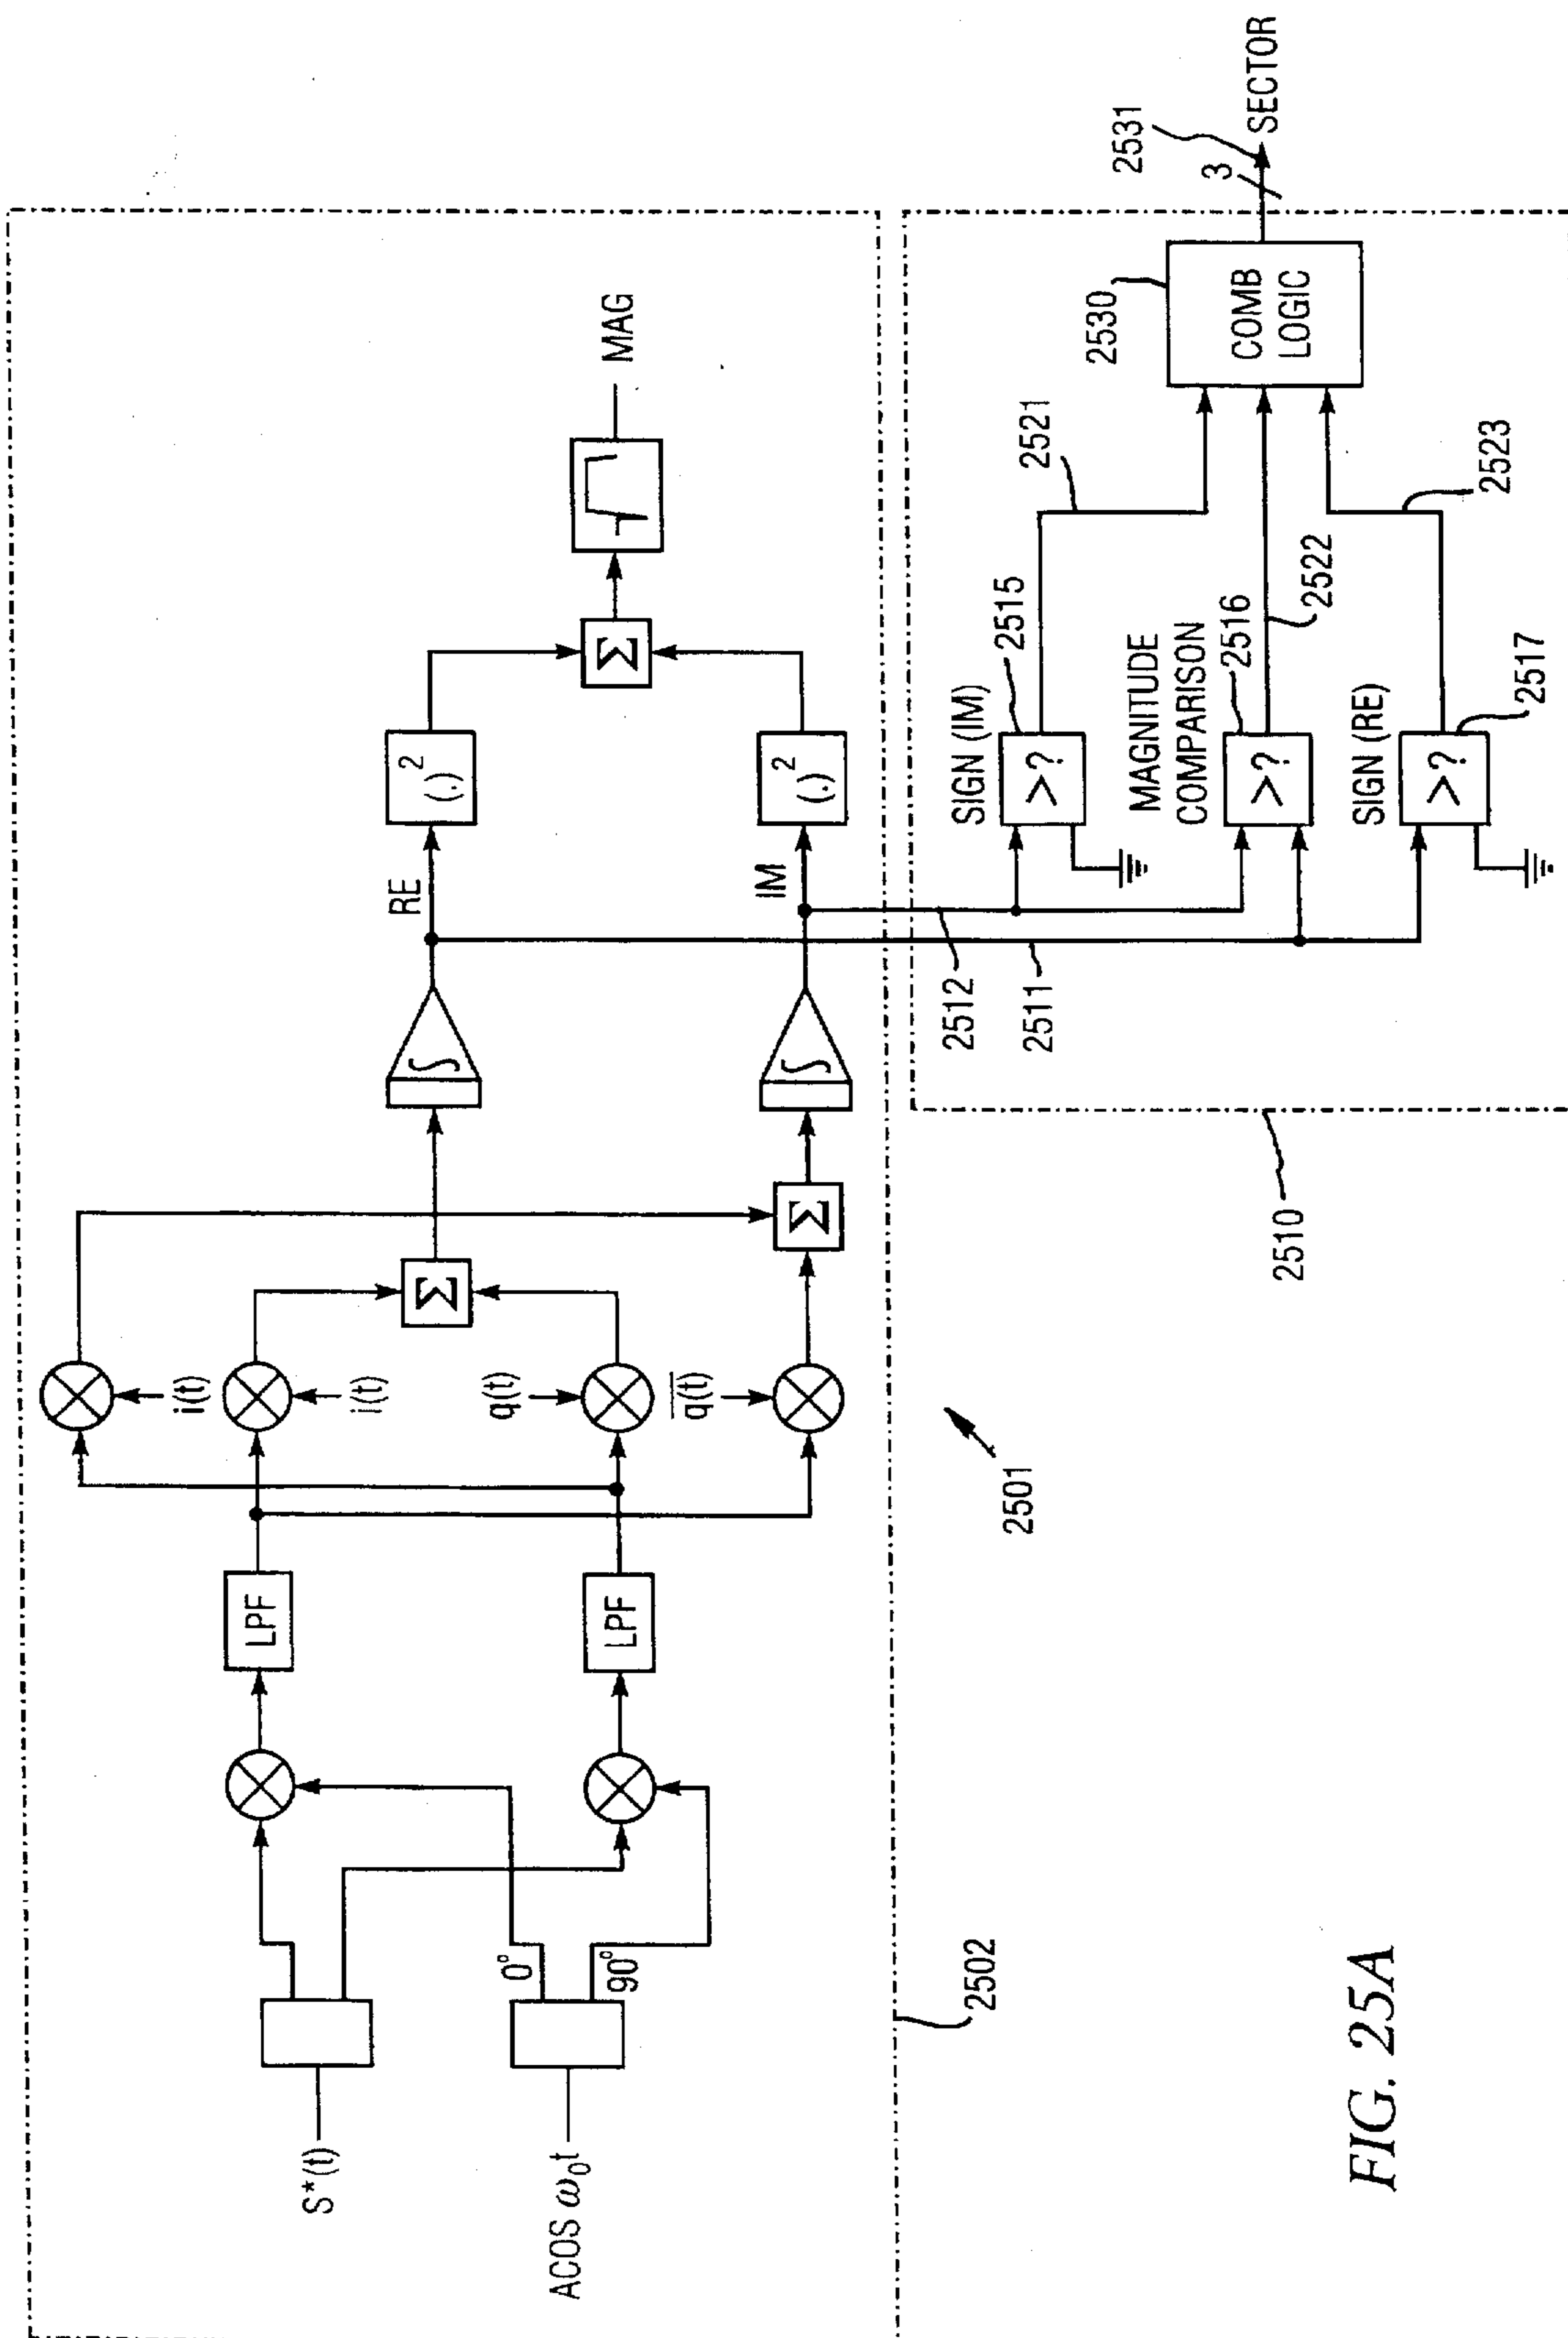 S*(t)
ACOS ω₀t
0°
90°
LPF
LPF
i(t)
i(t)
q(t)
q(t)
Σ
Σ
∫
∫
RE
IM
(.)²
(.)²
Σ
MAG
2502
2501
2510
2512
2511
SIGN (IM)
>?
2515
MAGNITUDE
COMPARISON
>?
2516
SIGN (RE)
>?
2517
2521
2522
2523
2530
COMB
LOGIC
3
2531
SECTOR
FIG. 25A